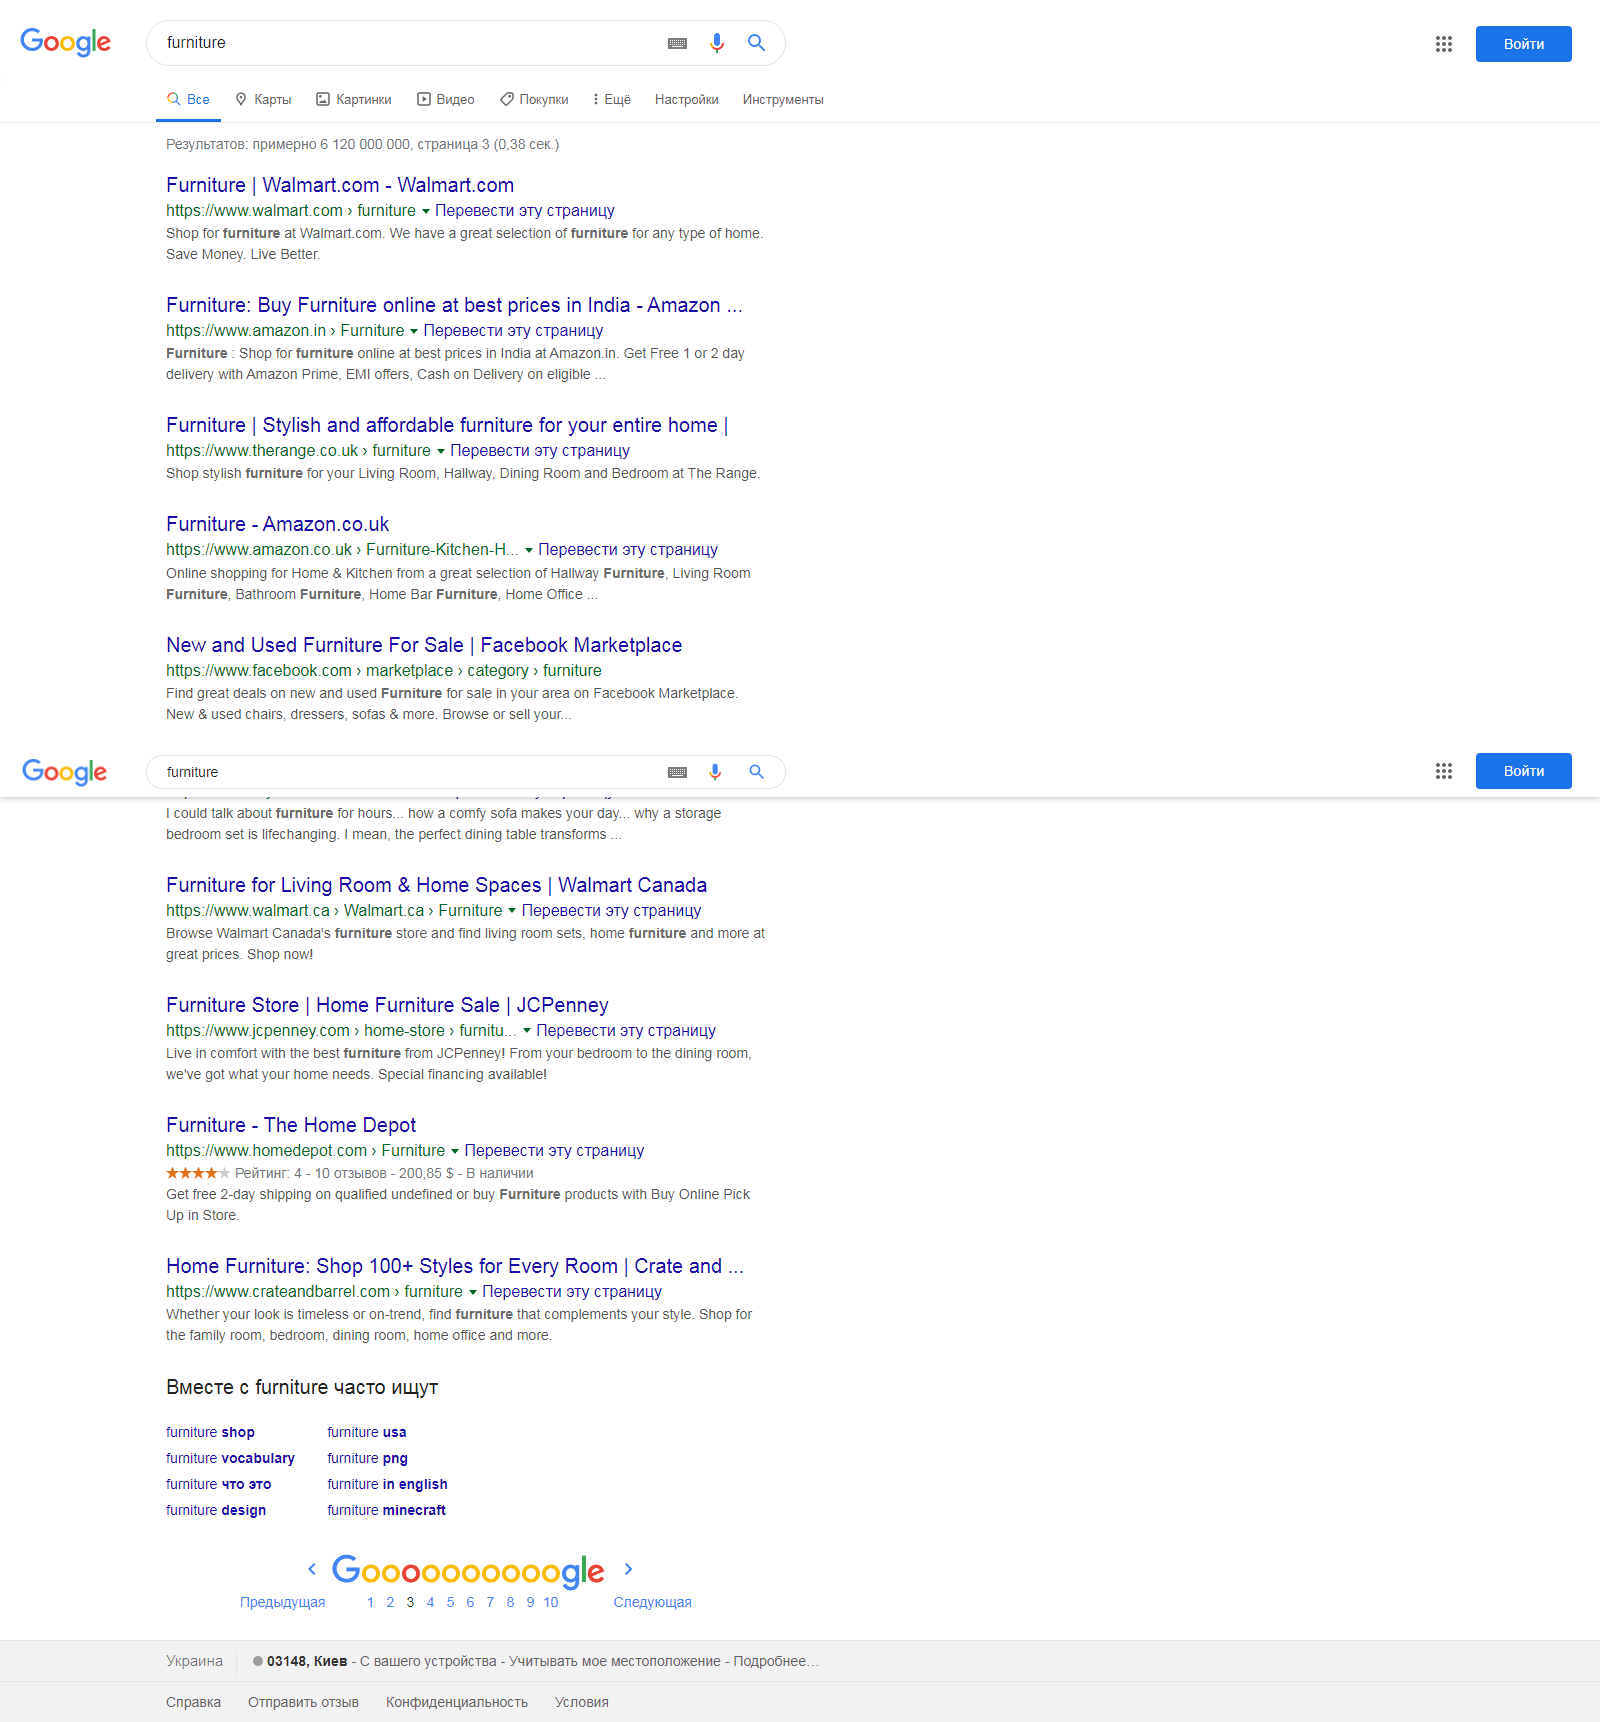 Google
furniture
Войти
Все Карты Картинки Видео Покупки Ещё Настройки Инструменты
Результатов: примерно 6 120 000 000, страница 3 (0,38 сек.)
Furniture | Walmart.com - Walmart.com
https://www.walmart.com › furniture Перевести эту страницу
Shop for furniture at Walmart.com. We have a great selection of furniture for any type of home.
Save Money. Live Better.
Furniture: Buy Furniture online at best prices in India - Amazon ...
https://www.amazon.in › Furniture Перевести эту страницу
Furniture : Shop for furniture online at best prices in India at Amazon.in. Get Free 1 or 2 day
delivery with Amazon Prime, EMI offers, Cash on Delivery on eligible ...
Furniture | Stylish and affordable furniture for your entire home |
https://www.therange.co.uk › furniture Перевести эту страницу
Shop stylish furniture for your Living Room, Hallway, Dining Room and Bedroom at The Range.
Furniture - Amazon.co.uk
https://www.amazon.co.uk › Furniture-Kitchen-H... Перевести эту страницу
Online shopping for Home & Kitchen from a great selection of Hallway Furniture, Living Room
Furniture, Bathroom Furniture, Home Bar Furniture, Home Office ...
New and Used Furniture For Sale | Facebook Marketplace
https://www.facebook.com › marketplace › category › furniture
Find great deals on new and used Furniture for sale in your area on Facebook Marketplace.
New & used chairs, dressers, sofas & more. Browse or sell your...
Google
furniture
Войти
I could talk about furniture for hours... how a comfy sofa makes your day... why a storage
bedroom set is lifechanging. I mean, the perfect dining table transforms ...
Furniture for Living Room & Home Spaces | Walmart Canada
https://www.walmart.ca › Walmart.ca › Furniture Перевести эту страницу
Browse Walmart Canada's furniture store and find living room sets, home furniture and more at
great prices. Shop now!
Furniture Store | Home Furniture Sale | JCPenney
https://www.jcpenney.com › home-store › furnitu... Перевести эту страницу
Live in comfort with the best furniture from JCPenney! From your bedroom to the dining room,
we've got what your home needs. Special financing available!
Furniture - The Home Depot
https://www.homedepot.com › Furniture Перевести эту страницу
Рейтинг: 4 - 10 отзывов - 200,85 $ - В наличии
Get free 2-day shipping on qualified undefined or buy Furniture products with Buy Online Pick
Up in Store.
Home Furniture: Shop 100+ Styles for Every Room | Crate and ...
https://www.crateandbarrel.com › furniture Перевести эту страницу
Whether your look is timeless or on-trend, find furniture that complements your style. Shop for
the family room, bedroom, dining room, home office and more.
Вместе с furniture часто ищут
furniture shop furniture usa
furniture vocabulary furniture png
furniture что это furniture in english
furniture design furniture minecraft
Goooooooooogle
Предыдущая 1 2 3 4 5 6 7 8 9 10 Следующая
Украина 03148, Киев - С вашего устройства - Учитывать мое местоположение - Подробнее…
Справка Отправить отзыв Конфиденциальность Условия